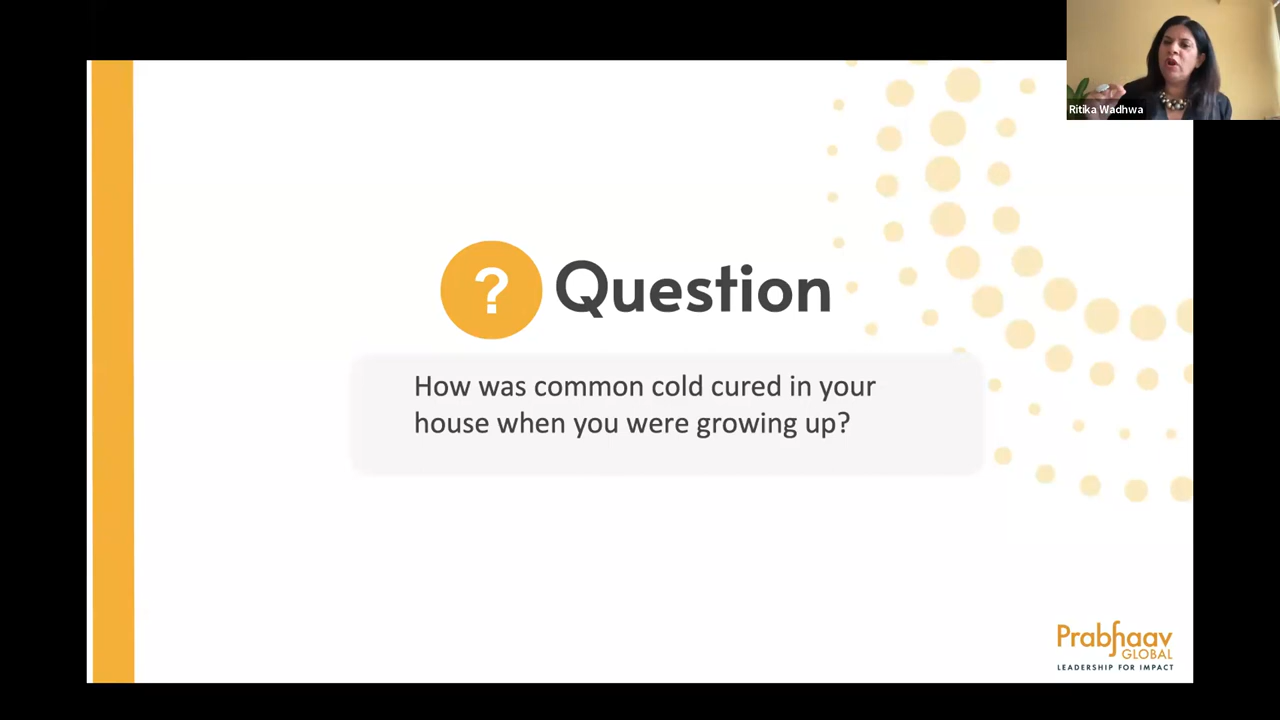 Ritika Wadhwa
? Question
How was common cold cured in your
house when you were growing up?
Prabhaav
GLOBAL
LEADERSHIP FOR IMPACT